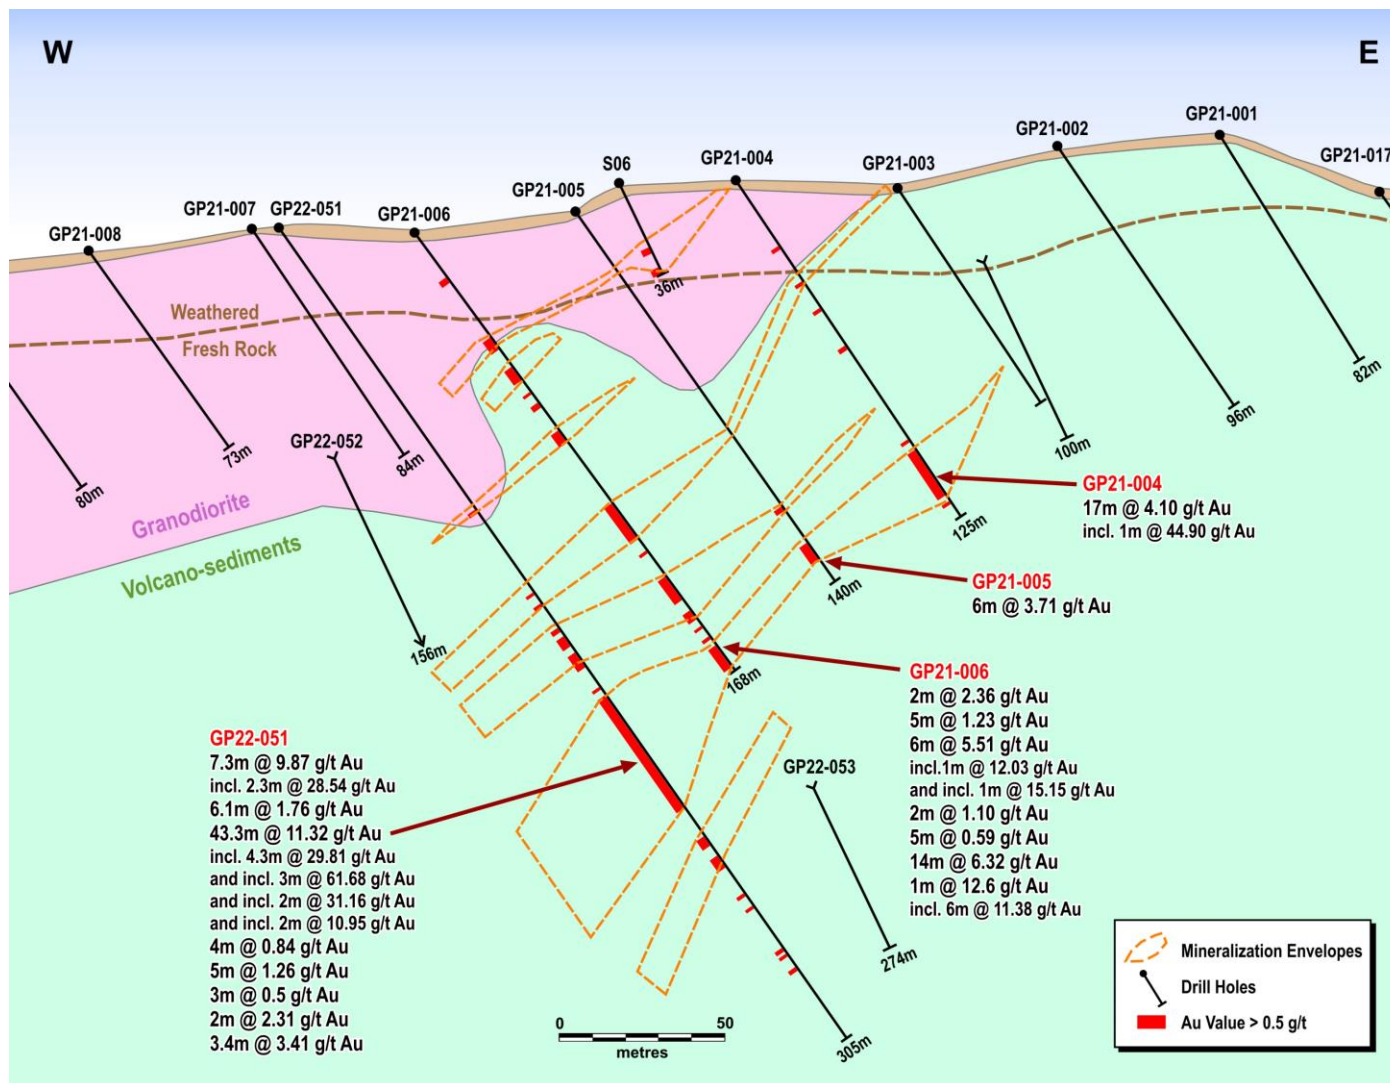 W
E
GP21-001
GP21-002
GP21-017
S06
GP21-004
GP21-003
GP21-005
GP21-007
GP22-051
GP21-006
GP21-008
36m
Weathered
Fresh Rock
82m
96m
100m
GP22-052
73m
84m
80m
Granodiorite
Volcano-sediments
GP21-004
17m @ 4.10 g/t Au
incl. 1m @ 44.90 g/t Au
125m
GP21-005
6m @ 3.71 g/t Au
140m
156m
168m
GP21-006
2m @ 2.36 g/t Au
5m @ 1.23 g/t Au
6m @ 5.51 g/t Au
incl.1m @ 12.03 g/t Au
and incl. 1m @ 15.15 g/t Au
2m @ 1.10 g/t Au
5m @ 0.59 g/t Au
14m @ 6.32 g/t Au
1m @ 12.6 g/t Au
incl. 6m @ 11.38 g/t Au
GP22-051
7.3m @ 9.87 g/t Au
incl. 2.3m @ 28.54 g/t Au
6.1m @ 1.76 g/t Au
43.3m @ 11.32 g/t Au
incl. 4.3m @ 29.81 g/t Au
and incl. 3m @ 61.68 g/t Au
and incl. 2m @ 31.16 g/t Au
and incl. 2m @ 10.95 g/t Au
4m @ 0.84 g/t Au
5m @ 1.26 g/t Au
3m @ 0.5 g/t Au
2m @ 2.31 g/t Au
3.4m @ 3.41 g/t Au
GP22-053
274m
305m
0
50
metres
Mineralization Envelopes
Drill Holes
Au Value > 0.5 g/t